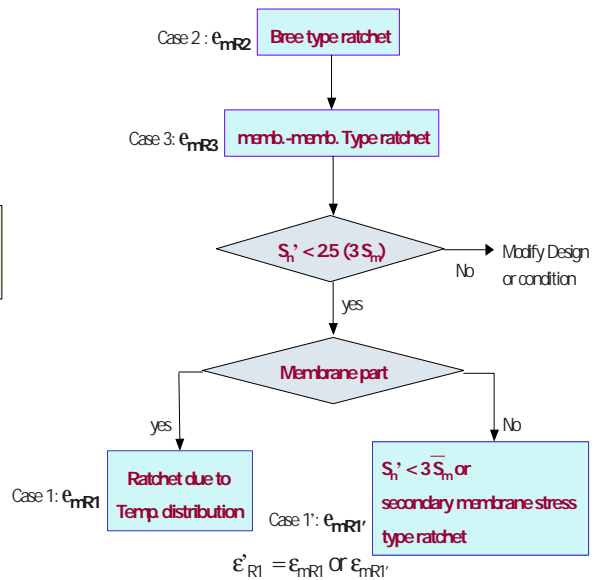 Case 2 : emR2 Bree type ratchet
Case 3: emR3 memb.-memb. Type ratchet
Sn' < 2.5 (3 Sm)
No
Modify Design
or condition
yes
Membrane part
yes
No
Case 1: emR1
Ratchet due to
Temp. distribution
Case 1': emR1'
Sn' < 3 S̅m or
secondary membrane stress
type ratchet
ε'R1 = εmR1 or εmR1'